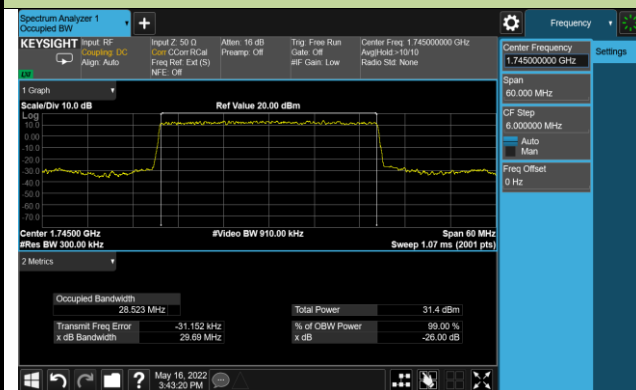 Spectrum Analyzer 1
Occupied BW
+
Frequency
KEYSIGHT
Input: RF
Coupling: DC
Align: Auto
Input Z: 50 Ω
Corr CCorr RCal
Freq Ref: Ext (S)
NFE: Off
Atten: 16 dB
Preamp: Off
Trig: Free Run
Gate: Off
#IF Gain: Low
Center Freq: 1.745000000 GHz
Avg|Hold:>10/10
Radio Std: None
LXI
1 Graph
Scale/Div 10.0 dB
Ref Value 20.00 dBm
Log
10.0
0.00
-10.0
-20.0
-30.0
-40.0
-50.0
-60.0
-70.0
Center 1.74500 GHz
#Video BW 910.00 kHz
Span 60 MHz
#Res BW 300.00 kHz
Sweep 1.07 ms (2001 pts)
2 Metrics
Occupied Bandwidth
28.523 MHz
Total Power
31.4 dBm
Transmit Freq Error
-31.152 kHz
% of OBW Power
99.00 %
x dB Bandwidth
29.69 MHz
x dB
-26.00 dB
?
May 16, 2022
3:43:20 PM
Center Frequency
1.745000000 GHz
Settings
Span
60.000 MHz
CF Step
6.000000 MHz
Auto
Man
Freq Offset
0 Hz